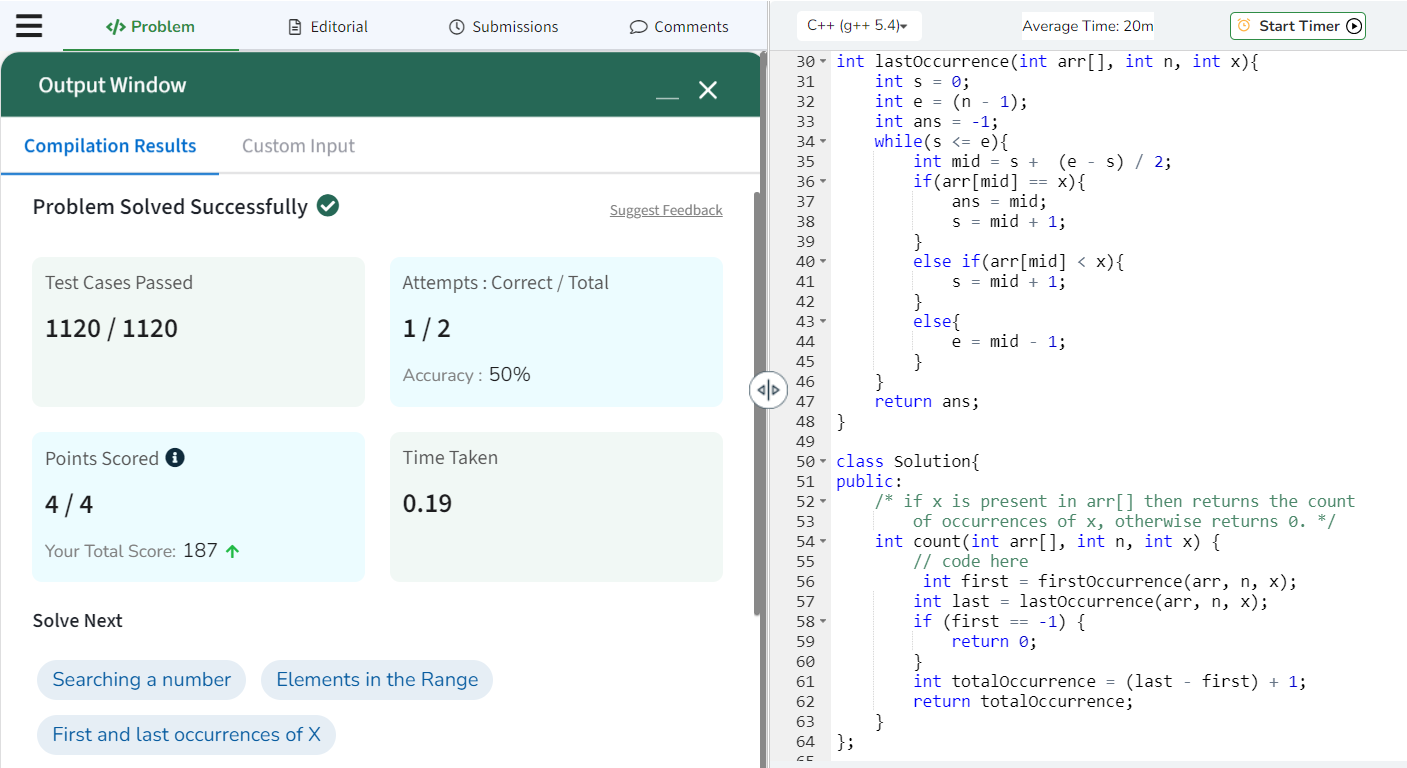 </> Problem
Editorial
Submissions
Comments
Output Window
Compilation Results
Custom Input
Problem Solved Successfully
Suggest Feedback
Test Cases Passed
1120 / 1120
Attempts : Correct / Total
1 / 2
Accuracy : 50%
Points Scored
4 / 4
Your Total Score: 187
Time Taken
0.19
Solve Next
Searching a number
Elements in the Range
First and last occurrences of X
C++ (g++ 5.4)
Average Time: 20m
Start Timer
30 int lastOccurrence(int arr[], int n, int x){
31     int s = 0;
32     int e = (n - 1);
33     int ans = -1;
34     while(s <= e){
35         int mid = s +  (e - s) / 2;
36         if(arr[mid] == x){
37             ans = mid;
38             s = mid + 1;
39         }
40         else if(arr[mid] < x){
41             s = mid + 1;
42         }
43         else{
44             e = mid - 1;
45         }
46     }
47     return ans;
48 }
49
50 class Solution{
51 public:
52     /* if x is present in arr[] then returns the count
53         of occurrences of x, otherwise returns 0. */
54     int count(int arr[], int n, int x) {
55         // code here
56          int first = firstOccurrence(arr, n, x);
57         int last = lastOccurrence(arr, n, x);
58         if (first == -1) {
59             return 0;
60         }
61         int totalOccurrence = (last - first) + 1;
62         return totalOccurrence;
63     }
64 };
65